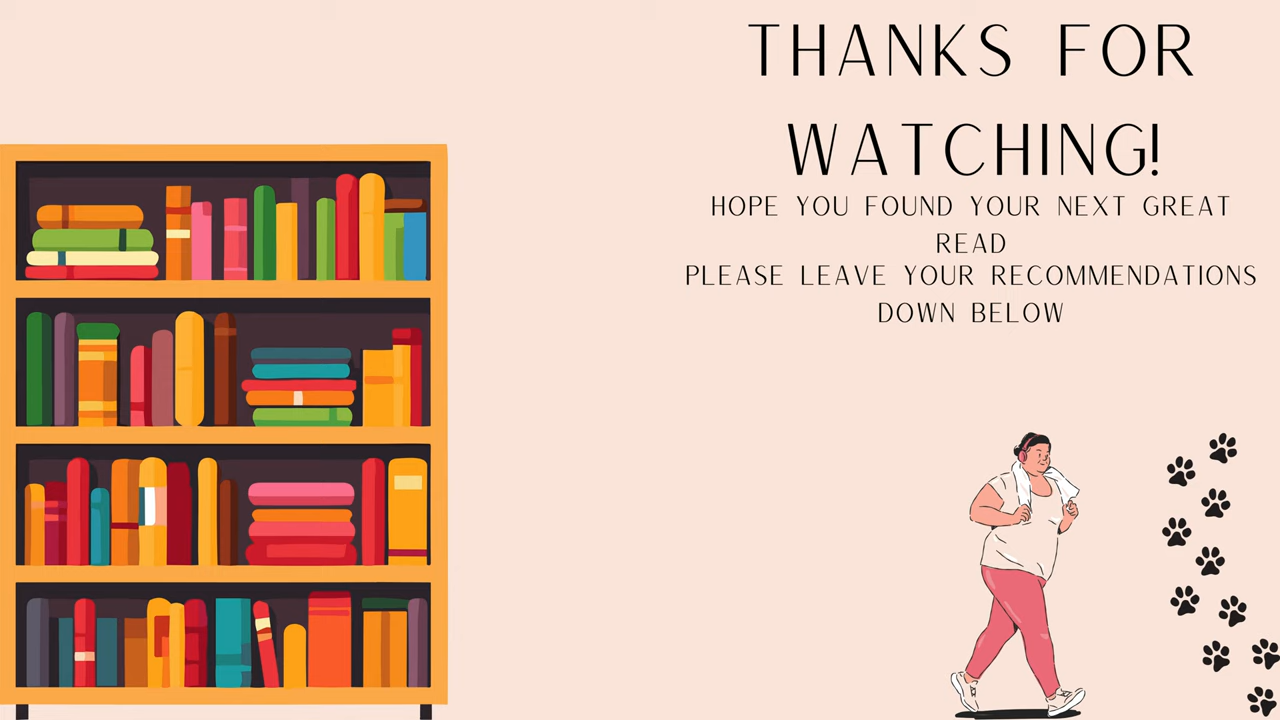 THANKS FOR
WATCHING!
HOPE YOU FOUND YOUR NEXT GREAT
READ
PLEASE LEAVE YOUR RECOMMENDATIONS
DOWN BELOW